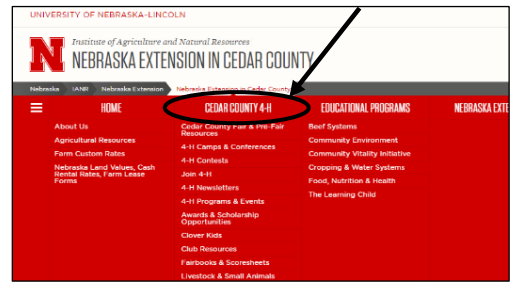 UNIVERSITY OF NEBRASKA–LINCOLN
N
Institute of Agriculture and Natural Resources
NEBRASKA EXTENSION IN CEDAR COUNTY
Nebraska IANR Nebraska Extension Nebraska Extension in Cedar County
HOME CEDAR COUNTY 4-H EDUCATIONAL PROGRAMS NEBRASKA EXTE
About Us
Agricultural Resources
Farm Custom Rates
Nebraska Land Values, Cash
Rental Rates, Farm Lease
Forms
Cedar County Fair & Pre-Fair
Resources
4-H Camps & Conferences
4-H Contests
Join 4-H
4-H Newsletters
4-H Programs & Events
Awards & Scholarship
Opportunities
Clover Kids
Club Resources
Fairbooks & Scoresheets
Livestock & Small Animals
Beef Systems
Community Environment
Community Vitality Initiative
Cropping & Water Systems
Food, Nutrition & Health
The Learning Child